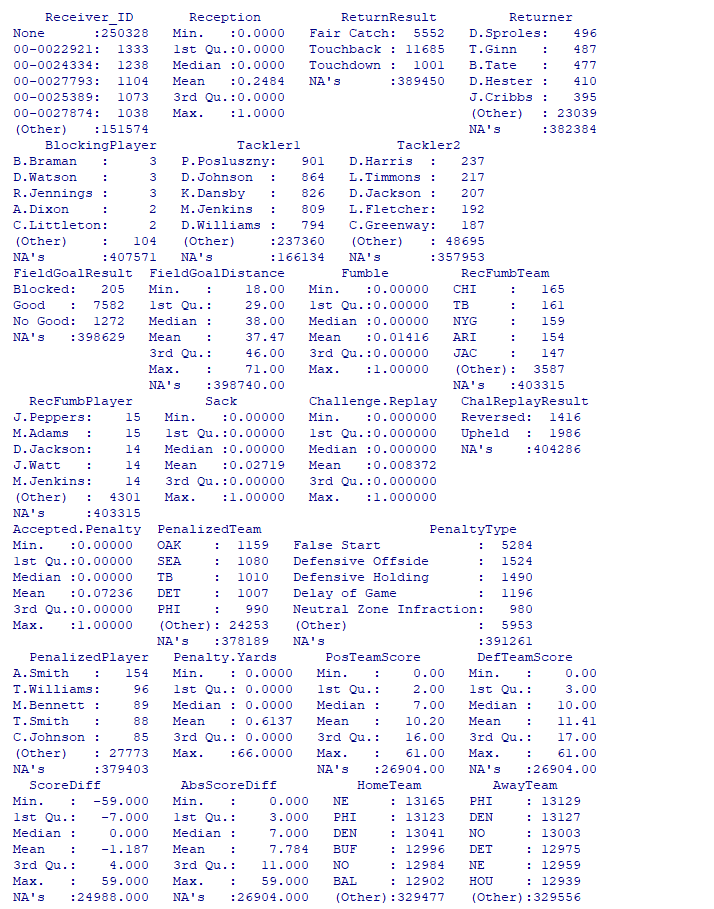 Receiver_ID       Reception          ReturnResult         Returner
None      :250328   Min.   :0.0000   Fair Catch:  5552   D.Sproles:   496
00-0022921:  1333   1st Qu.:0.0000   Touchback : 11685   T.Ginn   :   487
00-0024334:  1238   Median :0.0000   Touchdown :  1001   B.Tate   :   477
00-0027793:  1104   Mean   :0.2484   NA's      :389450   D.Hester :   410
00-0025389:  1073   3rd Qu.:0.0000                       J.Cribbs :   395
00-0027874:  1038   Max.   :1.0000                       (Other)  : 23039
(Other)   :151574                                        NA's     :382384
    BlockingPlayer          Tackler1            Tackler2
B.Braman    :     3   P.Posluszny:   901   D.Harris  :   237
D.Watson    :     3   D.Johnson  :   864   L.Timmons :   217
R.Jennings  :     3   K.Dansby   :   826   D.Jackson :   207
A.Dixon     :     2   M.Jenkins  :   809   L.Fletcher:   192
C.Littleton:     2   D.Williams :   794   C.Greenway:   187
(Other)     :   104   (Other)    :237360   (Other)   : 48695
NA's        :407571   NA's       :166134   NA's      :357953
FieldGoalResult  FieldGoalDistance       Fumble         RecFumbTeam
Blocked:   205   Min.   :    18.00   Min.   :0.00000   CHI    :   165
Good   :  7582   1st Qu.:    29.00   1st Qu.:0.00000   TB     :   161
No Good:  1272   Median :    38.00   Median :0.00000   NYG    :   159
NA's   :398629   Mean   :    37.47   Mean   :0.01416   ARI    :   154
                 3rd Qu.:    46.00   3rd Qu.:0.00000   JAC    :   147
                 Max.   :    71.00   Max.   :1.00000   (Other):  3587
                 NA's   :398740.00                     NA's   :403315
  RecFumbPlayer         Sack         Challenge.Replay   ChalReplayResult
J.Peppers:    15   Min.   :0.00000   Min.   :0.000000   Reversed:  1416
M.Adams  :    15   1st Qu.:0.00000   1st Qu.:0.000000   Upheld  :  1986
D.Jackson:    14   Median :0.00000   Median :0.000000   NA's    :404286
J.Watt   :    14   Mean   :0.02719   Mean   :0.008372
M.Jenkins:    14   3rd Qu.:0.00000   3rd Qu.:0.000000
(Other)  :  4301   Max.   :1.00000   Max.   :1.000000
NA's     :403315
Accepted.Penalty  PenalizedTeam                     PenaltyType
Min.   :0.00000   OAK    :  1159   False Start            :  5284
1st Qu.:0.00000   SEA    :  1080   Defensive Offside      :  1524
Median :0.00000   TB     :  1010   Defensive Holding      :  1490
Mean   :0.07236   DET    :  1007   Delay of Game          :  1196
3rd Qu.:0.00000   PHI    :   990   Neutral Zone Infraction:   980
Max.   :1.00000   (Other): 24253   (Other)                :  5953
                  NA's   :378189   NA's                   :391261
  PenalizedPlayer   Penalty.Yards      PosTeamScore       DefTeamScore
A.Smith   :   154   Min.   : 0.0000   Min.   :    0.00   Min.   :    0.00
T.Williams:    96   1st Qu.: 0.0000   1st Qu.:    2.00   1st Qu.:    3.00
M.Bennett :    89   Median : 0.0000   Median :    7.00   Median :   10.00
T.Smith   :    88   Mean   : 0.6137   Mean   :   10.20   Mean   :   11.41
C.Johnson :    85   3rd Qu.: 0.0000   3rd Qu.:   16.00   3rd Qu.:   17.00
(Other)   : 27773   Max.   :66.0000   Max.   :   61.00   Max.   :   61.00
NA's      :379403                     NA's   :26904.00   NA's   :26904.00
  ScoreDiff          AbsScoreDiff         HomeTeam         AwayTeam
Min.   :  -59.000   Min.   :    0.000   NE     : 13165   PHI    : 13129
1st Qu.:   -7.000   1st Qu.:    3.000   PHI    : 13123   DEN    : 13127
Median :    0.000   Median :    7.000   DEN    : 13041   NO     : 13003
Mean   :   -1.187   Mean   :    7.784   BUF    : 12996   DET    : 12975
3rd Qu.:    4.000   3rd Qu.:   11.000   NO     : 12984   NE     : 12959
Max.   :   59.000   Max.   :   59.000   BAL    : 12902   HOU    : 12939
NA's   :24988.000   NA's   :26904.000   (Other):329477   (Other):329556